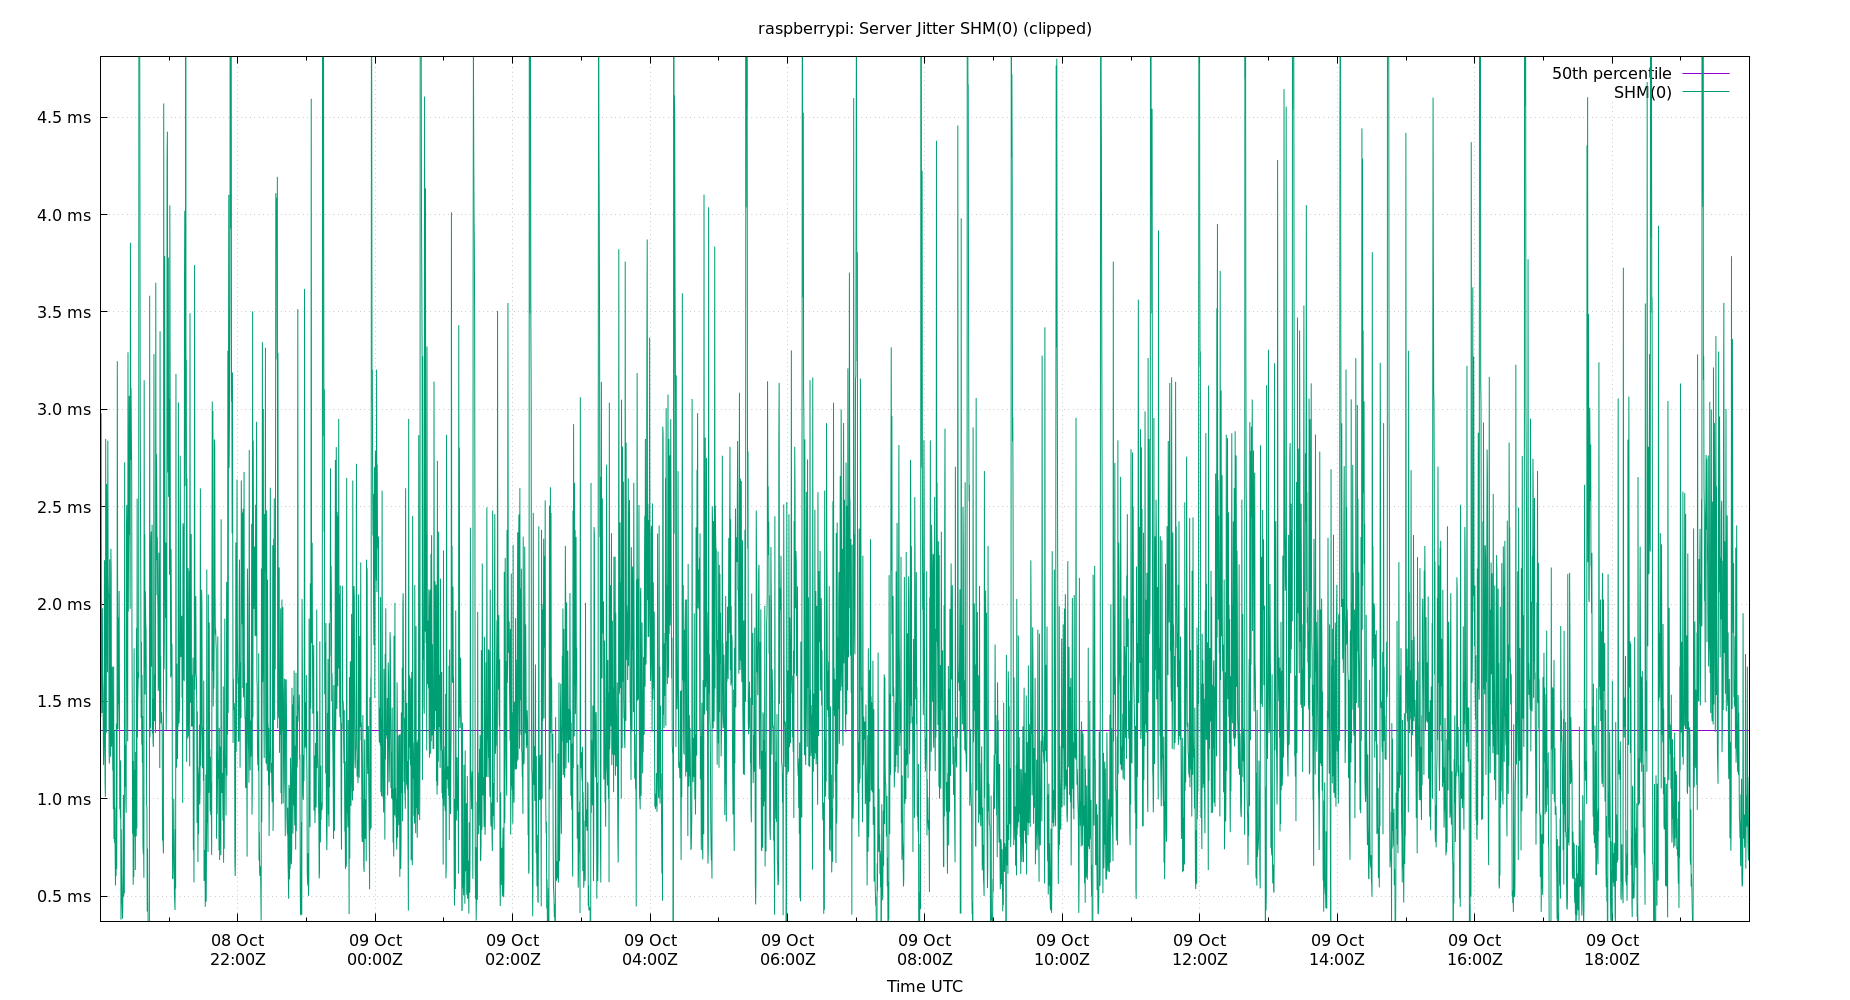 raspberrypi: Server Jitter SHM(0) (clipped)
50th percentile
SHM(0)
4.5 ms
4.0 ms
3.5 ms
3.0 ms
2.5 ms
2.0 ms
1.5 ms
1.0 ms
0.5 ms
08 Oct 09 Oct 09 Oct 09 Oct 09 Oct 09 Oct 09 Oct 09 Oct 09 Oct 09 Oct 09 Oct
22:00Z 00:00Z 02:00Z 04:00Z 06:00Z 08:00Z 10:00Z 12:00Z 14:00Z 16:00Z 18:00Z
Time UTC